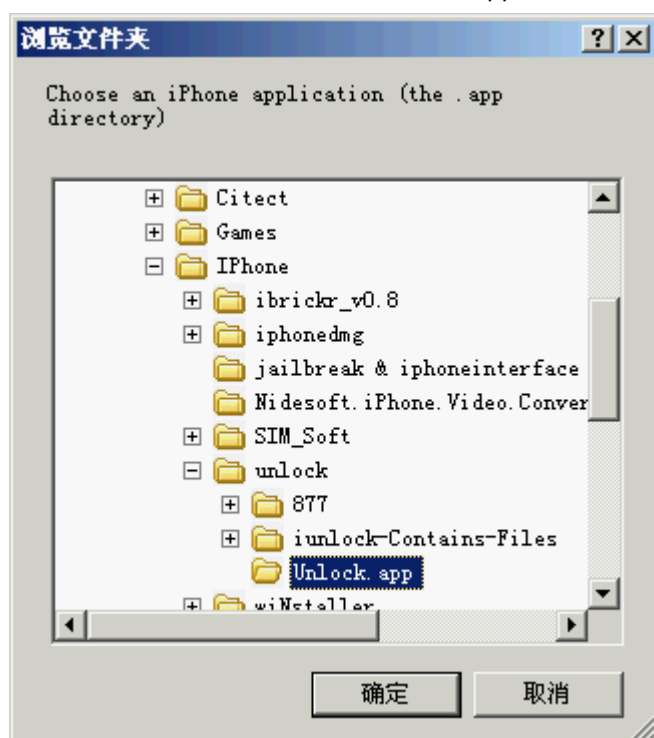 浏览文件夹
Choose an iPhone application (the .app
directory)
Citect
Games
IPhone
ibrickr_v0.8
iphonedmg
jailbreak & iphoneinterface
Nidesoft.iPhone.Video.Conver
SIM_Soft
unlock
877
iunlock-Contains-Files
Unlock.app
wiNstaller
确定
取消